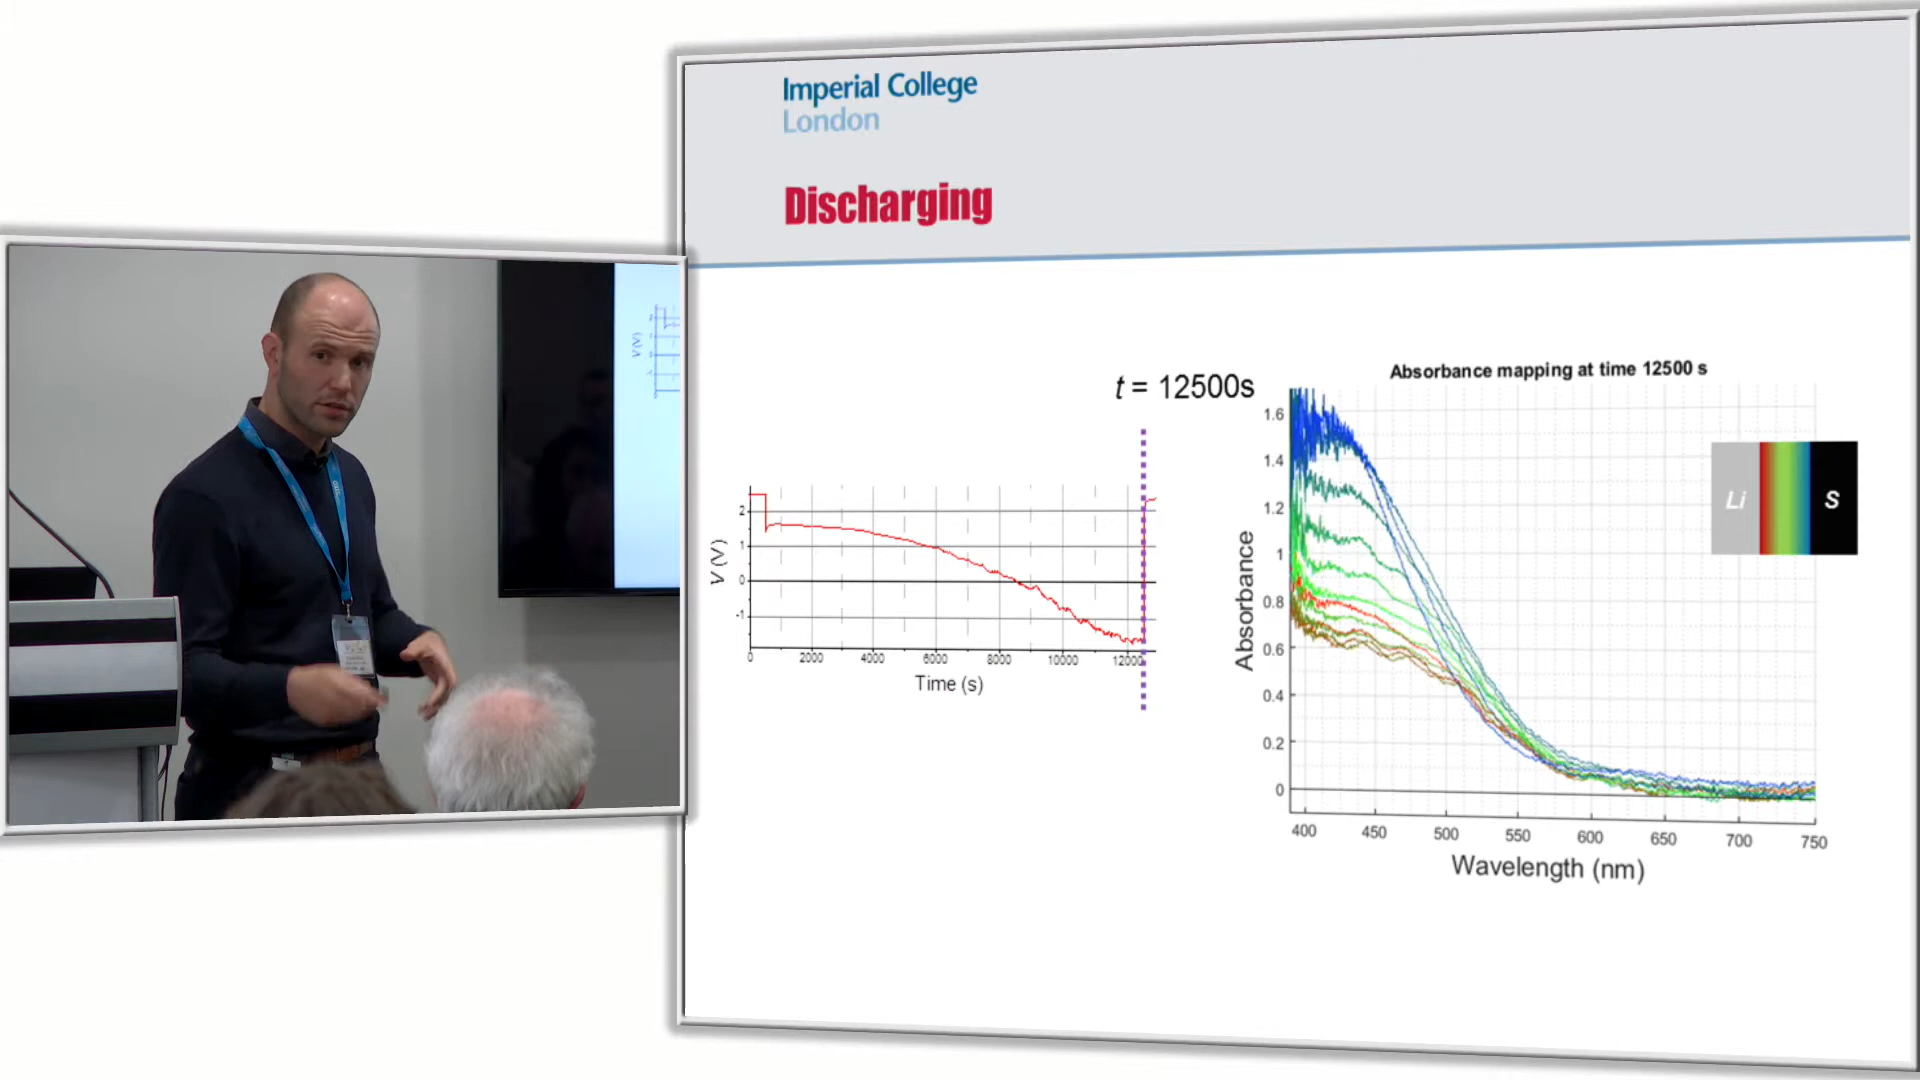 Imperial College
London
Discharging
t = 12500s
V (V)
2
1
0
-1
0 2000 4000 6000 8000 10000 12000
Time (s)
Absorbance mapping at time 12500 s
Absorbance
1.6
1.4
1.2
1
0.8
0.6
0.4
0.2
0
400 450 500 550 600 650 700 750
Wavelength (nm)
Li
S
V (V)